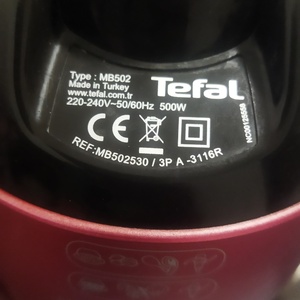 Type : MB502
Made in Turkey
www.tefal.com.tr
Tefal
220-240V~50/60Hz 500W
CE
REF:MB502530 / 3P A -3116R